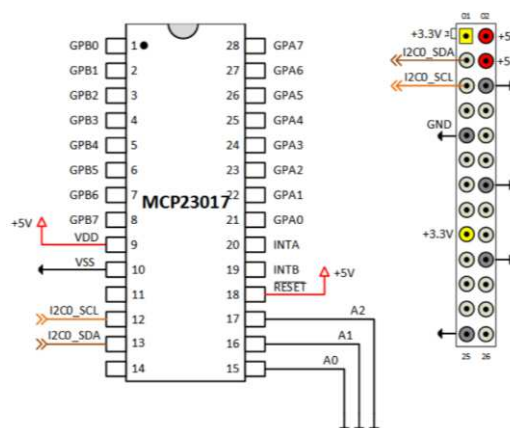 GPB0 1 28 GPA7
GPB1 2 27 GPA6
GPB2 3 26 GPA5
GPB3 4 25 GPA4
GPB4 5 24 GPA3
GPB5 6 23 GPA2
GPB6 7 22 GPA1
MCP23017
GPB7 8 21 GPA0
+5V
VDD 9 20 INTA
VSS 10 19 INTB
RESET +5V
11 18
I2C0_SCL 12 17 A2
I2C0_SDA 13 16 A1
14 15 A0
01 02
+3.3V +5
I2C0_SDA +5
I2C0_SCL
GND
+3.3V
25 26